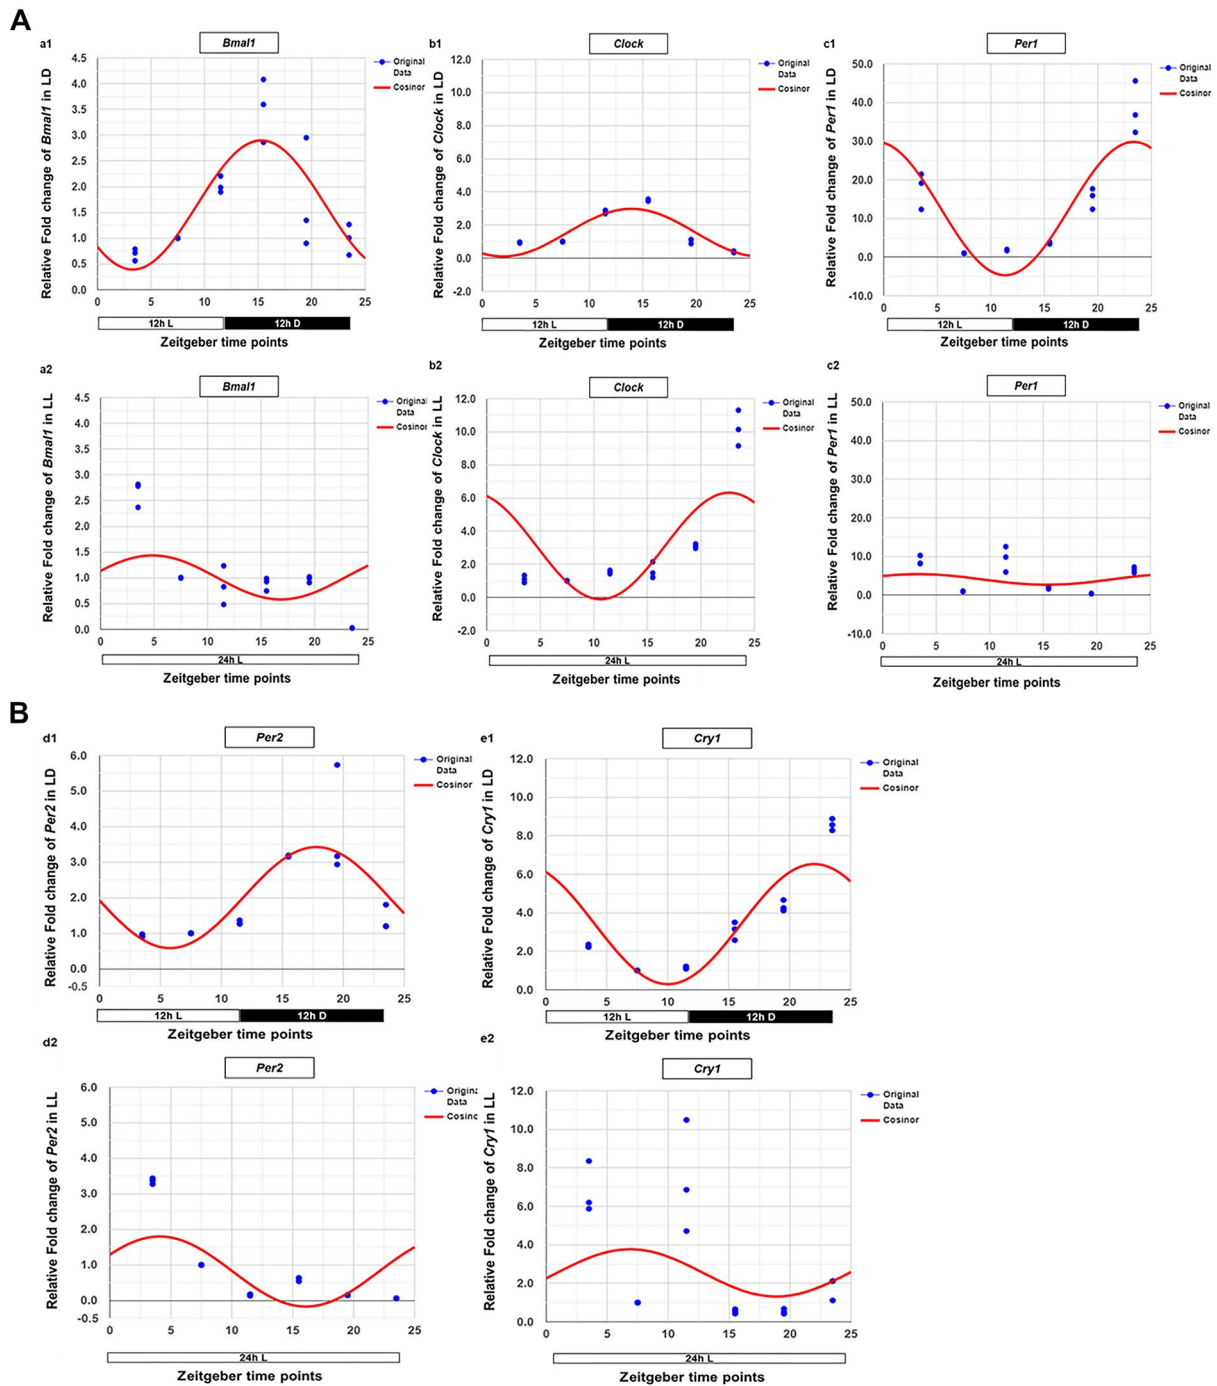 A
a1
Bmal1
4.5
4.0
3.5
3.0
2.5
2.0
1.5
1.0
0.5
0.0
Relative Fold change of Bmal1 in LD
0 5 10 15 20 25
Original
Data
Cosinor
12h L 12h D
Zeitgeber time points
b1
Clock
12.0
10.0
8.0
6.0
4.0
2.0
0.0
-2.0
Relative Fold change of Clock in LD
0 5 10 15 20 25
Original
Data
Cosinor
12h L 12h D
Zeitgeber time points
c1
Per1
50.0
40.0
30.0
20.0
10.0
0.0
-10.0
Relative Fold change of Per1 in LD
0 5 10 15 20 25
Original
Data
Cosinor
12h L 12h D
Zeitgeber time points
a2
Bmal1
4.5
4.0
3.5
3.0
2.5
2.0
1.5
1.0
0.5
0.0
Relative Fold change of Bmal1 in LL
0 5 10 15 20 25
Original
Data
Cosinor
24h L
Zeitgeber time points
b2
Clock
12.0
10.0
8.0
6.0
4.0
2.0
0.0
-2.0
Relative Fold change of Clock in LL
0 5 10 15 20 25
Original
Data
Cosinor
24h L
Zeitgeber time points
c2
Per1
50.0
40.0
30.0
20.0
10.0
0.0
-10.0
Relative Fold change of Per1 in LL
0 5 10 15 20 25
Original
Data
Cosinor
24h L
Zeitgeber time points
B
d1
Per2
6.0
5.0
4.0
3.0
2.0
1.0
0.0
-0.5
Relative Fold change of Per2 in LD
0 5 10 15 20 25
Original
Data
Cosinor
12h L 12h D
Zeitgeber time points
e1
Cry1
12.0
10.0
8.0
6.0
4.0
2.0
0.0
Relative Fold change of Cry1 in LD
0 5 10 15 20 25
Original
Data
Cosinor
12h L 12h D
Zeitgeber time points
d2
Per2
6.0
5.0
4.0
3.0
2.0
1.0
0.0
-0.5
Relative Fold change of Per2 in LL
0 5 10 15 20 25
Origina
Data
Cosino
24h L
Zeitgeber time points
e2
Cry1
12.0
10.0
8.0
6.0
4.0
2.0
0.0
Relative Fold change of Cry1 in LL
0 5 10 15 20 25
Original
Data
Cosinor
24h L
Zeitgeber time points